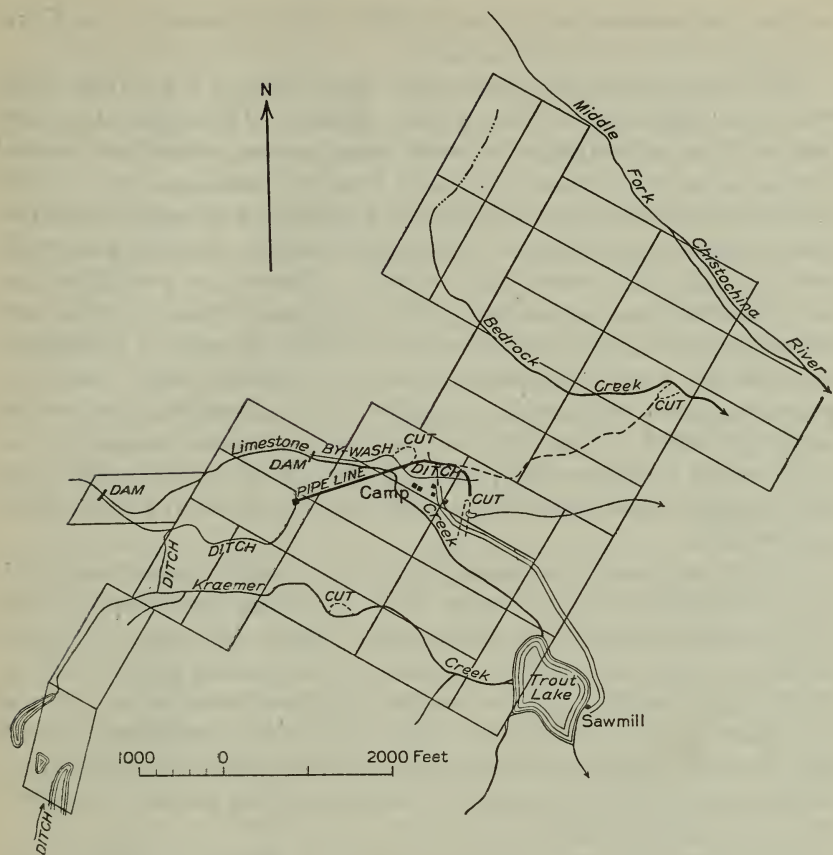 N
Middle
Fork
Chistochina
River
Bedrock
Creek
CUT
Limestone
BY-WASH
CUT
DAM
DITCH
PIPE LINE
DAM
Camp
CUT
Creek
DITCH
DITCH
Kraemer
CUT
Creek
Trout
Lake
Sawmill
1000 0 2000 Feet
DITCH